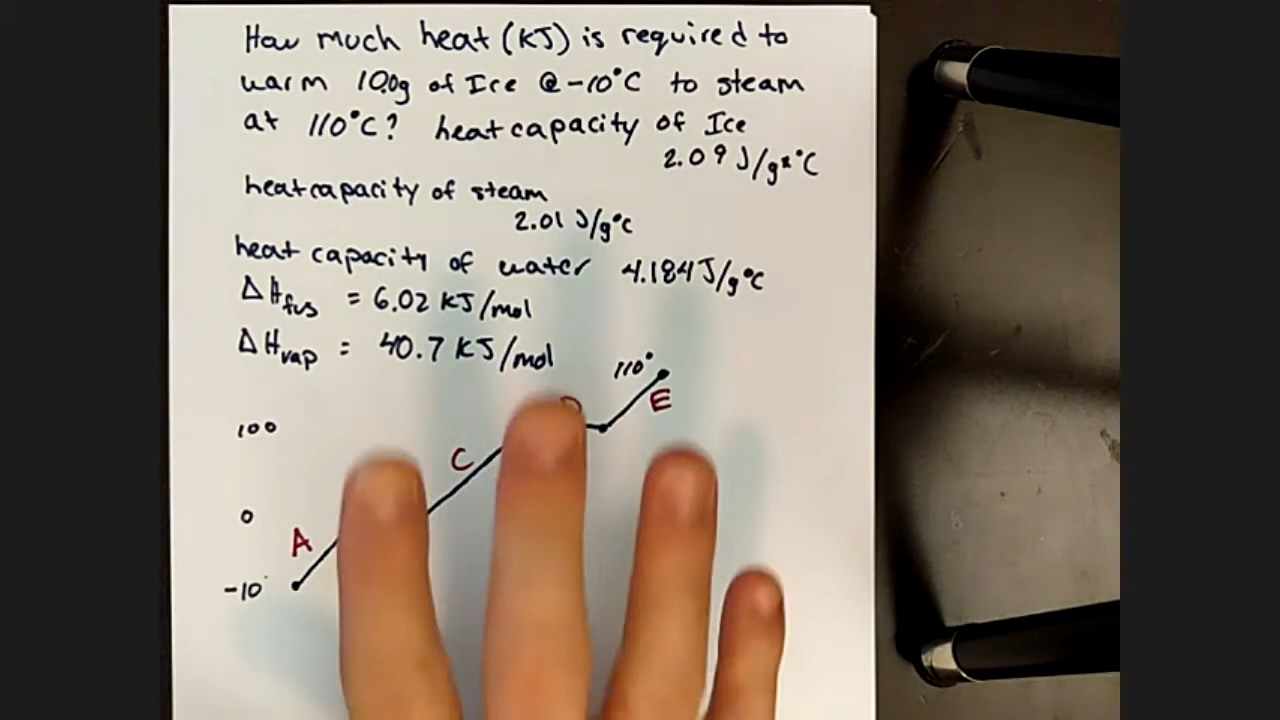 How much heat (KJ) is required to
warm 100g of Ice @ -10°C to steam
at 110°C? heat capacity of Ice
2.09 J/g*°C
heat capacity of steam
2.01 J/g°C
heat capacity of water 4.184 J/g°C
ΔHfus = 6.02 KJ/mol
ΔHvap = 40.7 KJ/mol
110°
E
100
C
0
A
-10